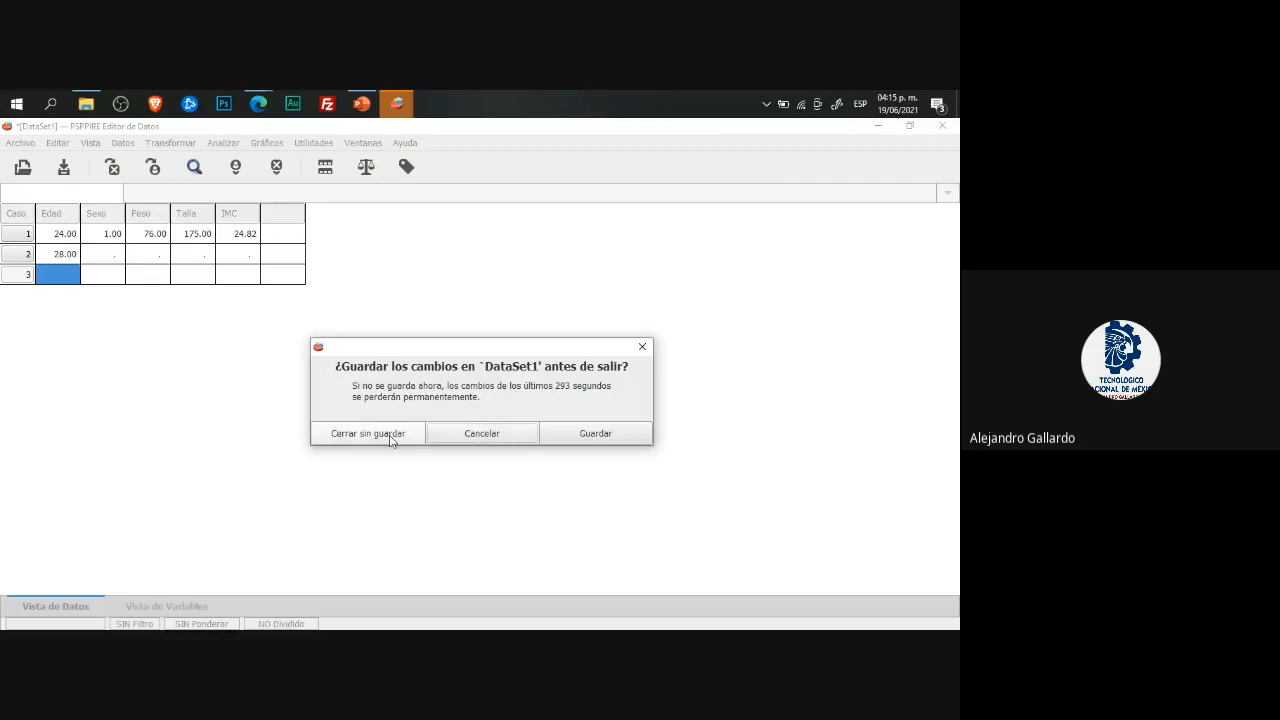 Ps
Au
Fz
ESP
04:15 p. m.
19/06/2021
3
*[DataSet1] — PSPPIRE Editor de Datos
Archivo Editar Vista Datos Transformar Analizar Gráficos Utilidades Ventanas Ayuda
Caso Edad Sexo Peso Talla IMC
1 24.00 1.00 76.00 175.00 24.82
2 28.00 . . . .
3
¿Guardar los cambios en `DataSet1' antes de salir?
Si no se guarda ahora, los cambios de los últimos 293 segundos
se perderán permanentemente.
Cerrar sin guardar Cancelar Guardar
TECNOLÓGICO
Alejandro Gallardo
Vista de Datos Vista de Variables
SIN Filtro SIN Ponderar NO Dividido